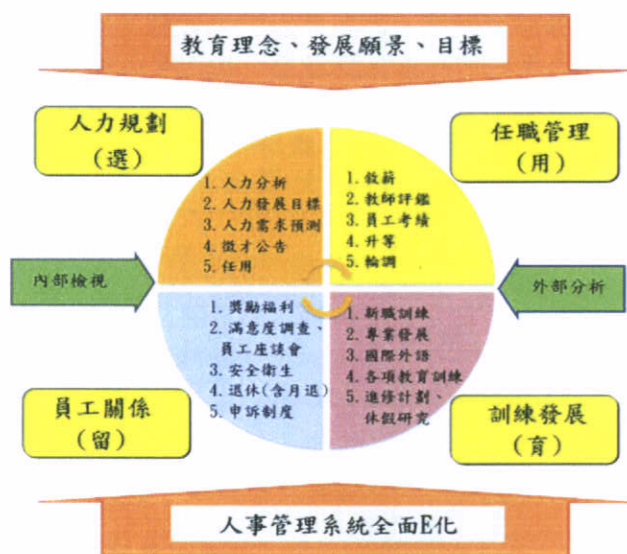 教育理念、發展願景、目標
人力規劃
(選)
任職管理
(用)
1. 人力分析
2. 人力發展目標
3. 人力需求預測
4. 徵才公告
5. 任用
1. 敘薪
2. 教師評鑑
3. 員工考績
4. 升等
5. 輪調
內部檢視
外部分析
1. 獎勵福利
2. 滿意度調查、
員工座談會
3. 安全衛生
4. 退休(含月退)
5. 申訴制度
1. 新職訓練
2. 專業發展
3. 國際外語
4. 各項教育訓練
5. 進修計劃、
休假研究
員工關係
(留)
訓練發展
(育)
人事管理系統全面E化